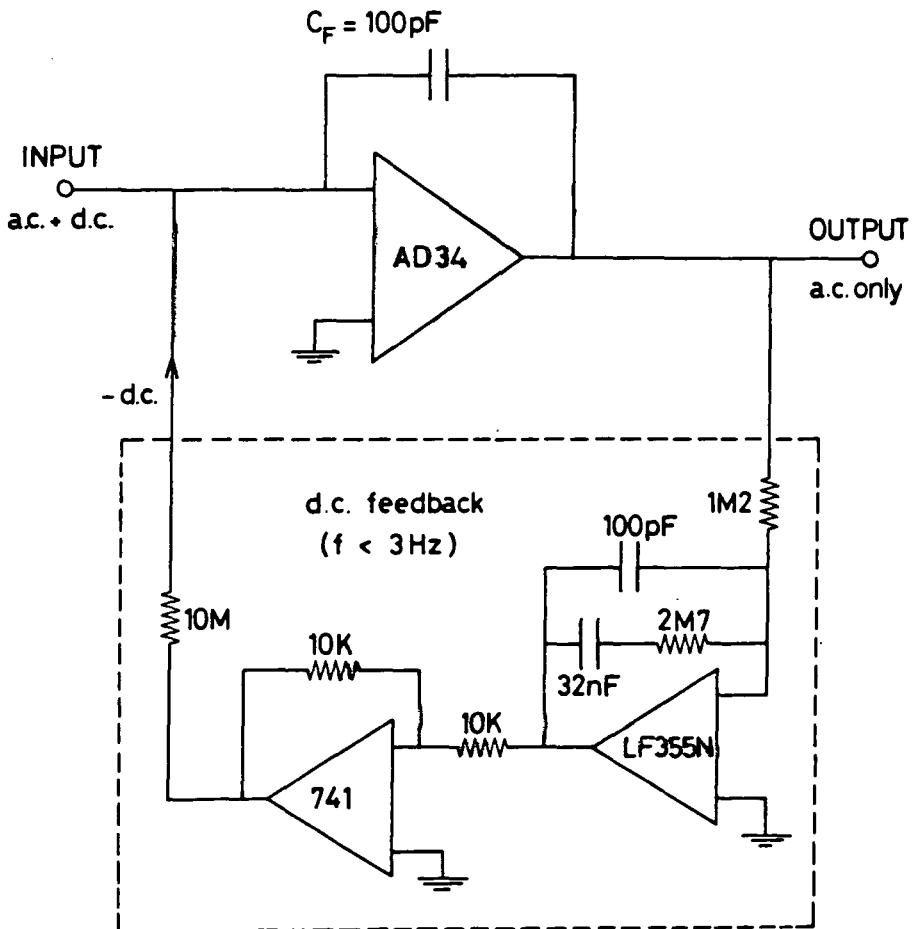 C_F = 100pF
INPUT
a.c. + d.c.
AD34
OUTPUT
a.c. only
- d.c.
d.c. feedback
(f < 3Hz)
1M2
100pF
10M
10K
2M7
32nF
10K
LF355N
741